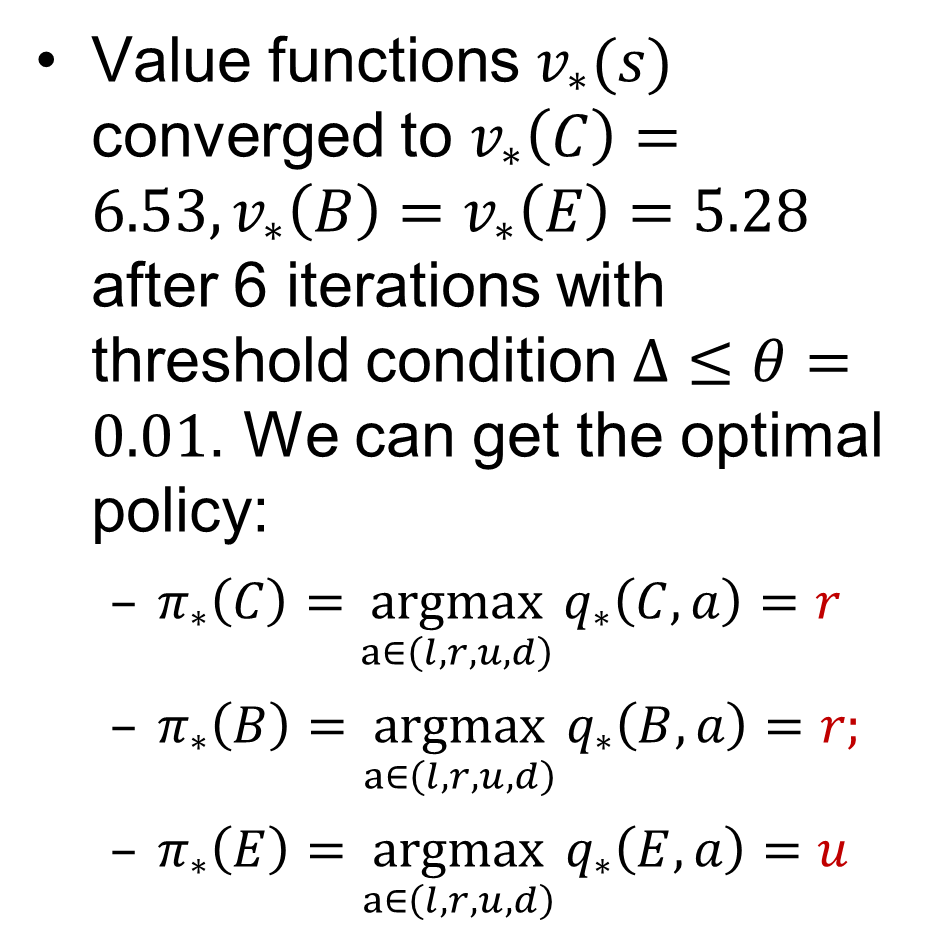 • Value functions 𝑣∗(𝑠)
converged to 𝑣∗(𝐶) =
6.53, 𝑣∗(𝐵) = 𝑣∗(𝐸) = 5.28
after 6 iterations with
threshold condition Δ ≤ 𝜃 =
0.01. We can get the optimal
policy:
– 𝜋∗(𝐶) = argmax 𝑞∗(𝐶, 𝑎) = 𝑟
a∈(𝑙,𝑟,𝑢,𝑑)
– 𝜋∗(𝐵) = argmax 𝑞∗(𝐵, 𝑎) = 𝑟;
a∈(𝑙,𝑟,𝑢,𝑑)
– 𝜋∗(𝐸) = argmax 𝑞∗(𝐸, 𝑎) = 𝑢
a∈(𝑙,𝑟,𝑢,𝑑)